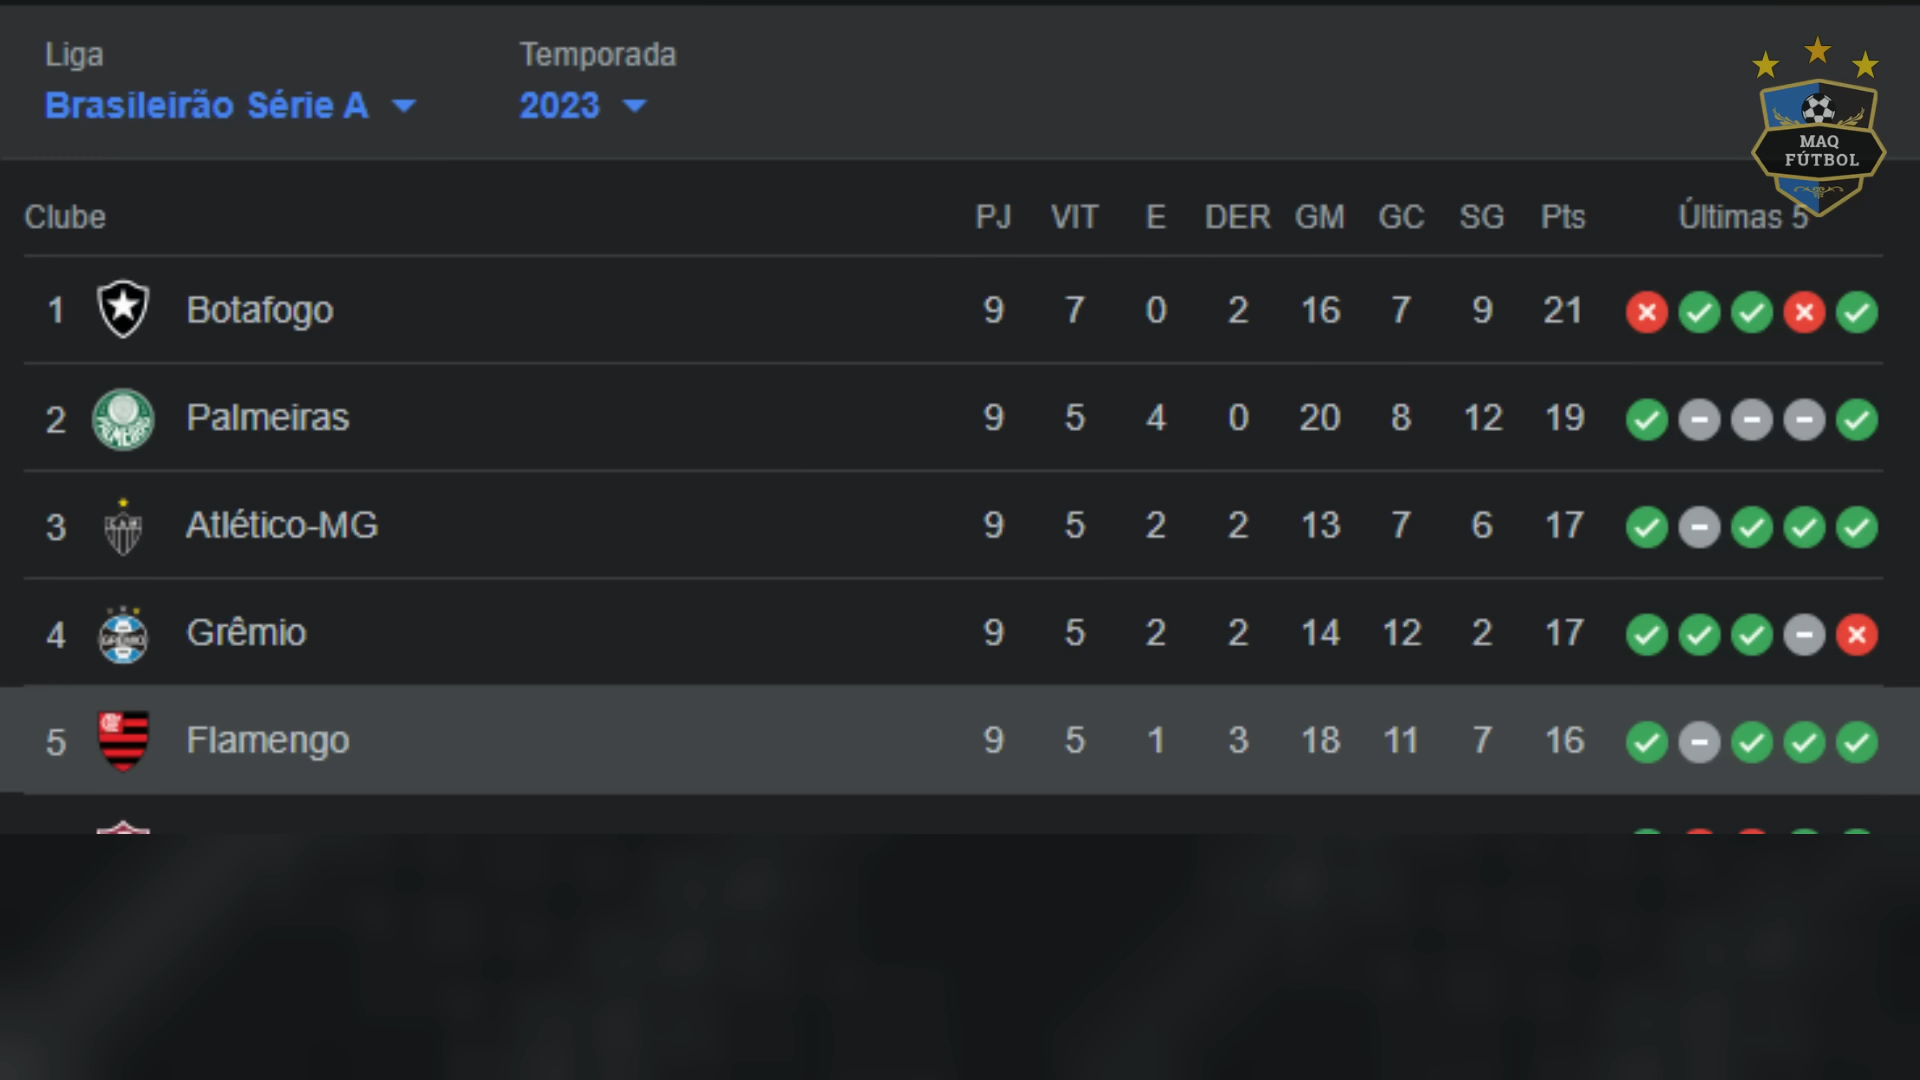 Liga Temporada
Brasileirão Série A 2023
MAQ
FÚTBOL
Clube PJ VIT E DER GM GC SG Pts Últimas 5
1 Botafogo 9 7 0 2 16 7 9 21
2 Palmeiras 9 5 4 0 20 8 12 19
3 Atlético-MG 9 5 2 2 13 7 6 17
4 Grêmio 9 5 2 2 14 12 2 17
5 Flamengo 9 5 1 3 18 11 7 16